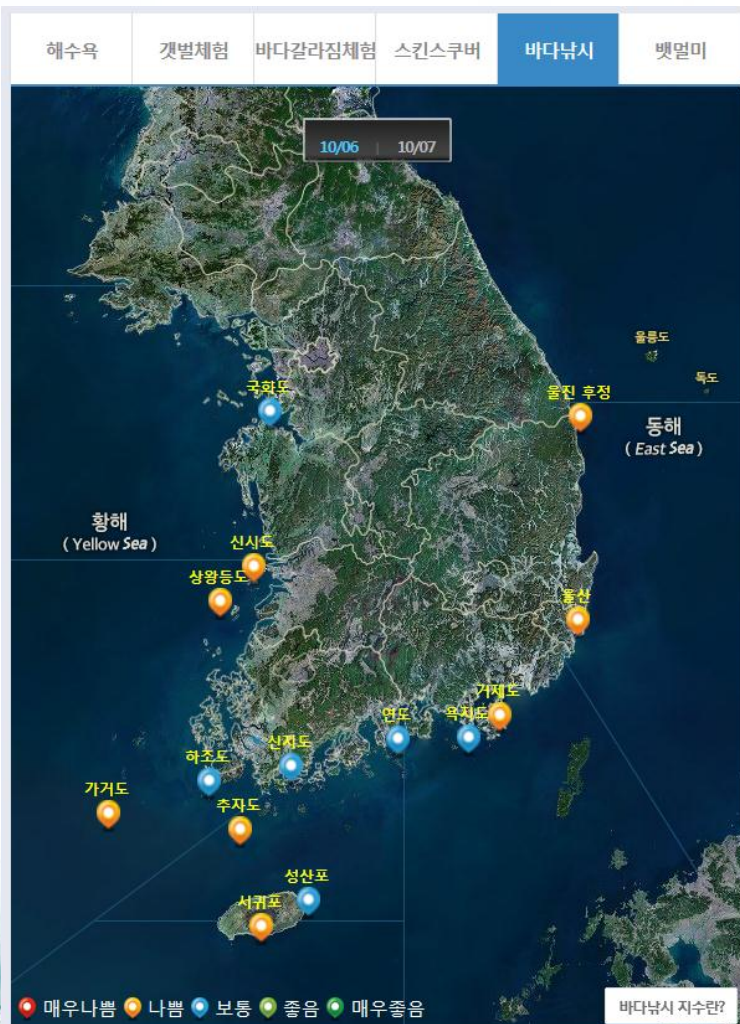 해수욕 갯벌체험 바다갈라짐체험 스킨스쿠버 바다낚시 뱃멀미
10/06 | 10/07
울릉도
독도
국화도
울진 후정
동해
( East Sea )
황해
( Yellow Sea )
신시도
상왕등도
울산
거제도
연도
욕지도
신지도
하조도
가거도
추자도
성산포
서귀포
매우나쁨 나쁨 보통 좋음 매우좋음
바다낚시 지수란?